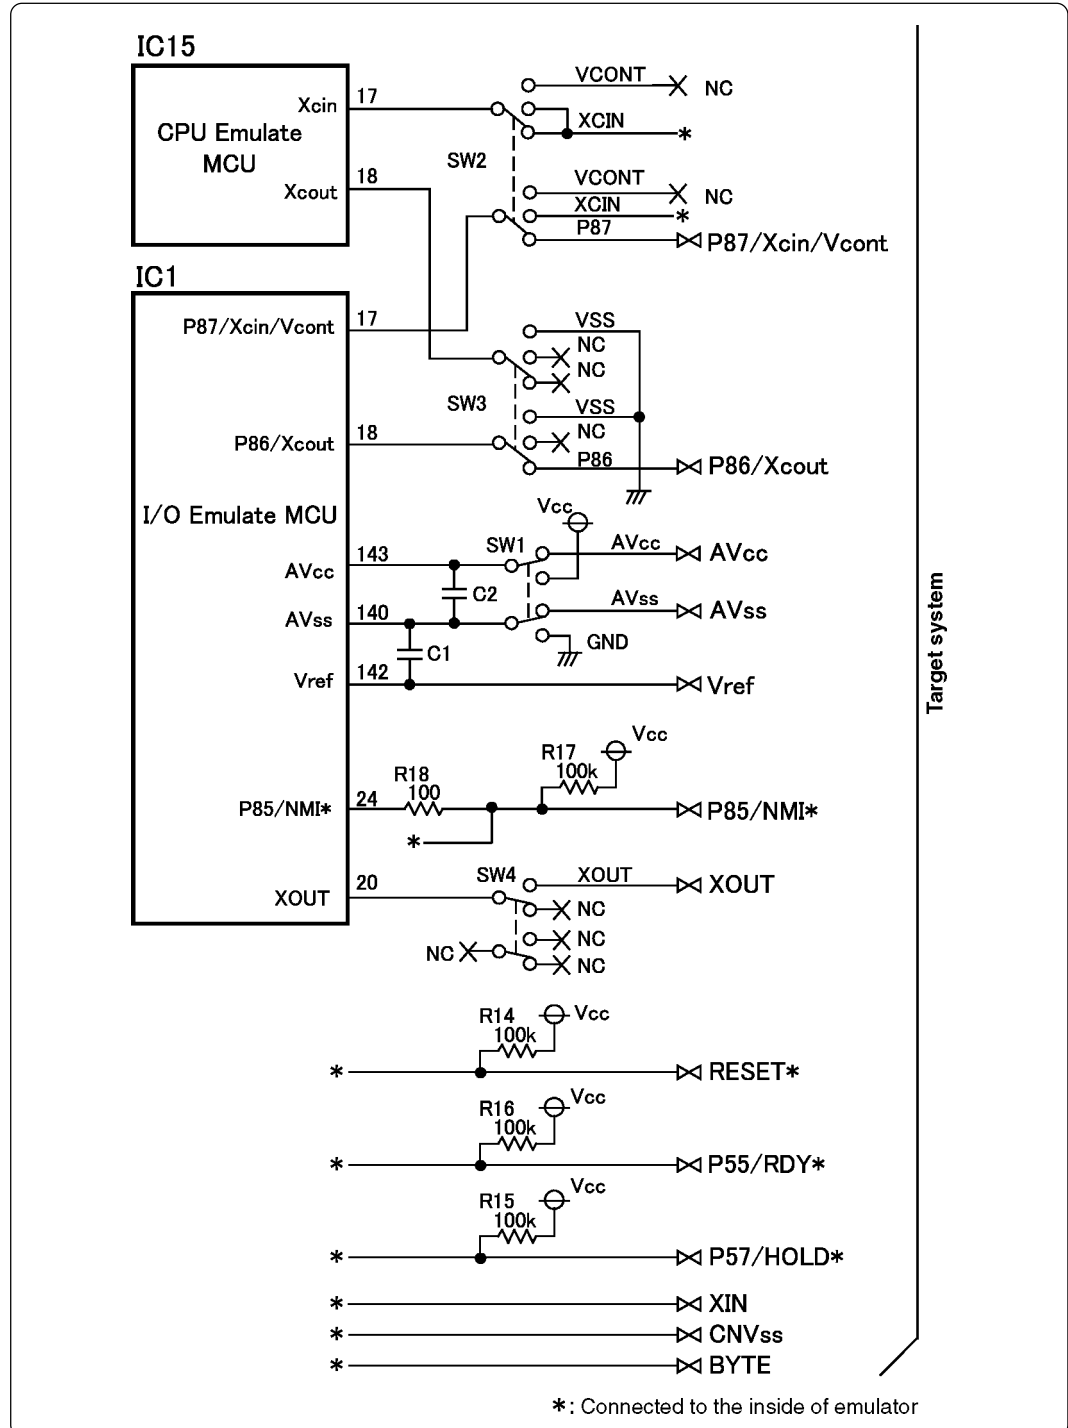 IC15
VCONT
NC
Xcin
17
CPU Emulate
MCU
XCIN
*
SW2
18
Xcout
VCONT
NC
XCIN
*
P87
P87/Xcin/Vcont
IC1
P87/Xcin/Vcont
17
VSS
NC
NC
SW3
VSS
P86/Xcout
18
NC
P86
P86/Xcout
I/O Emulate MCU
Vcc
143
AVcc
SW1
AVcc
AVcc
C2
140
AVss
AVss
AVss
GND
C1
142
Vref
Vref
Target system
Vcc
R17
100k
R18
100
P85/NMI*
24
P85/NMI*
*
XOUT
20
SW4
XOUT
XOUT
NC
NC
NC
NC
R14
100k
Vcc
*
RESET*
R16
100k
Vcc
*
P55/RDY*
R15
100k
Vcc
*
P57/HOLD*
*
XIN
*
CNVss
*
BYTE
*: Connected to the inside of emulator